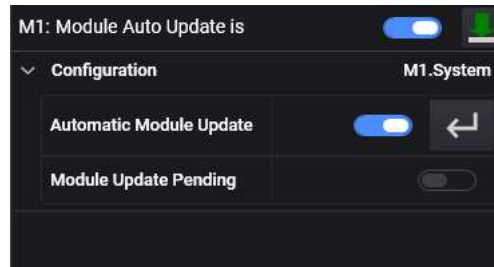 M1: Module Auto Update is
Configuration M1.System
Automatic Module Update
Module Update Pending